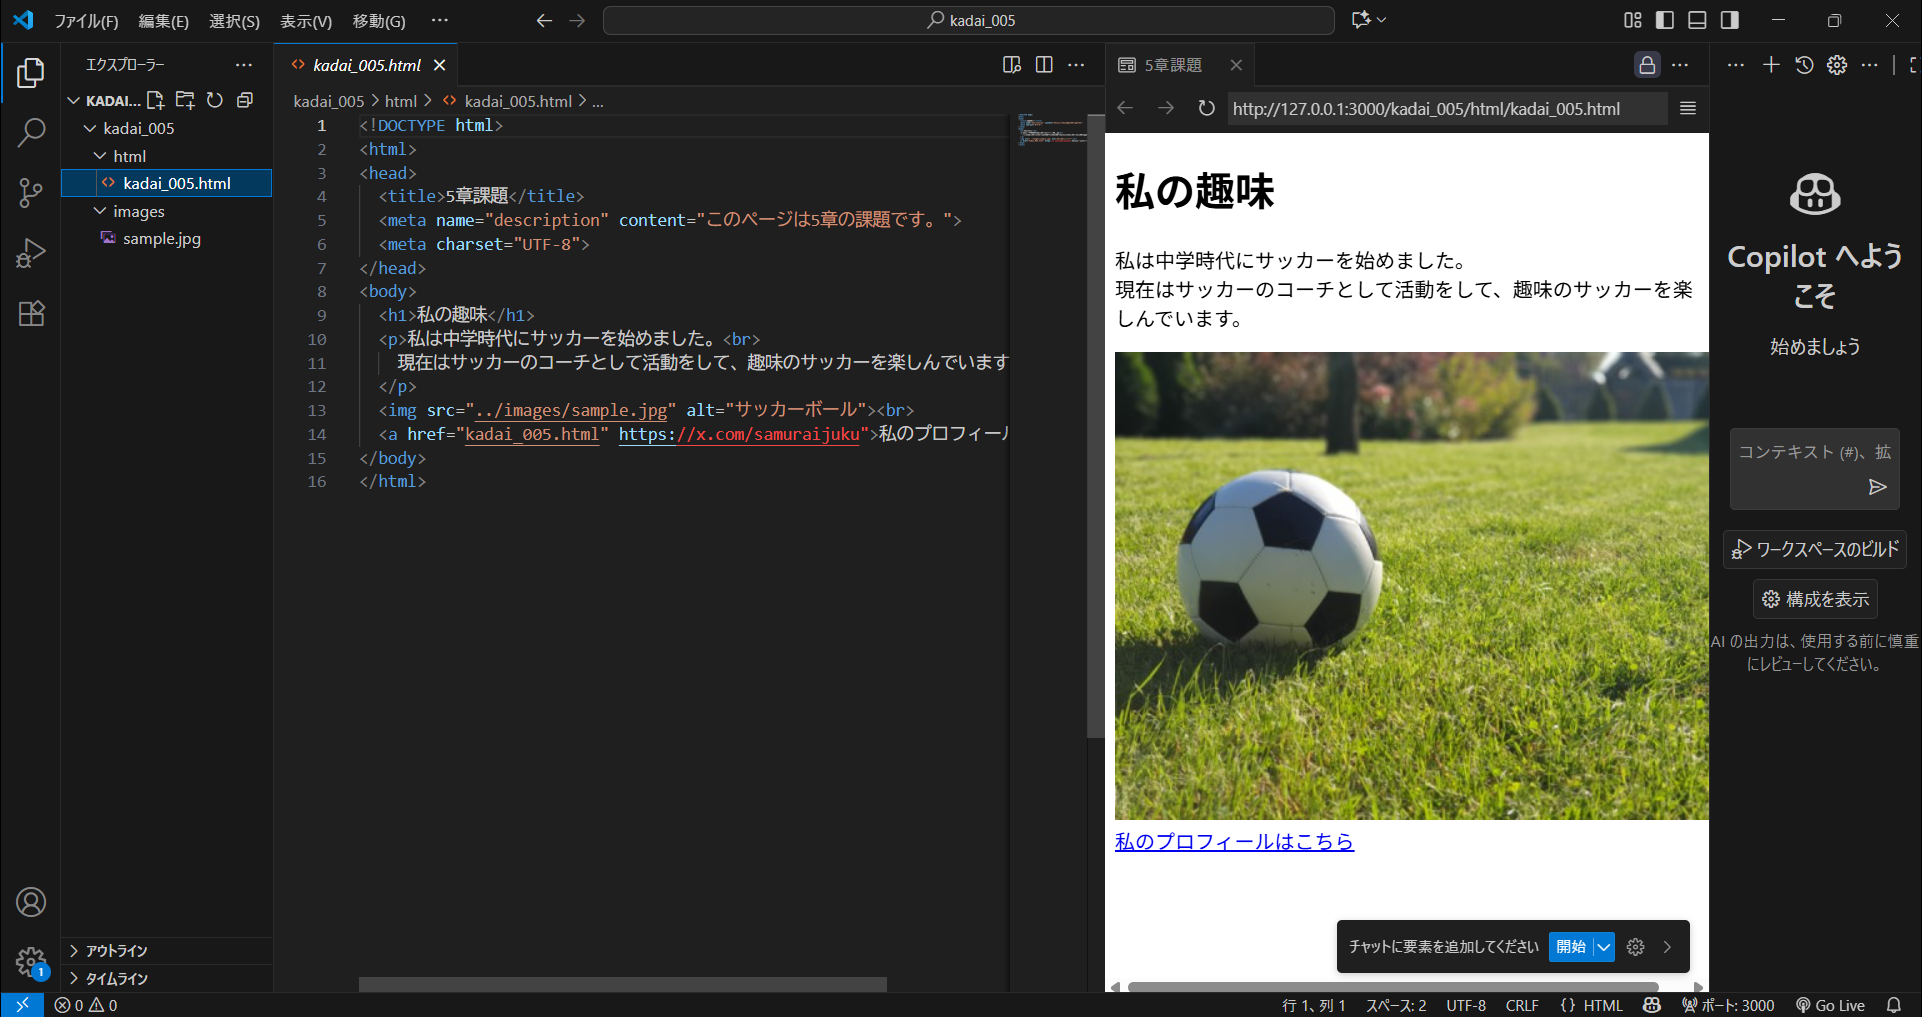 ファイル(F) 編集(E) 選択(S) 表示(V) 移動(G) ··· kadai_005
エクスプローラー ···
KADAI...
kadai_005
html
kadai_005.html
images
sample.jpg
アウトライン
タイムライン
kadai_005.html
kadai_005 > html > kadai_005.html > ...
1 <!DOCTYPE html>
2 <html>
3 <head>
4 <title>5章課題</title>
5 <meta name="description" content="このページは5章の課題です。">
6 <meta charset="UTF-8">
7 </head>
8 <body>
9 <h1>私の趣味</h1>
10 <p>私は中学時代にサッカーを始めました。<br>
11 現在はサッカーのコーチとして活動をして、趣味のサッカーを楽しんでいます
12 </p>
13 <img src="../images/sample.jpg" alt="サッカーボール"><br>
14 <a href="kadai_005.html" https://x.com/samuraijuku">私のプロフィール
15 </body>
16 </html>
5章課題
http://127.0.0.1:3000/kadai_005/html/kadai_005.html
私の趣味
私は中学時代にサッカーを始めました。
現在はサッカーのコーチとして活動をして、趣味のサッカーを楽
しんでいます。
私のプロフィールはこちら
チャットに要素を追加してください 開始
Copilot へよう
こそ
始めましょう
コンテキスト (#)、拡
ワークスペースのビルド
構成を表示
AI の出力は、使用する前に慎重
にレビューしてください。
1
0 0 行 1、列 1 スペース: 2 UTF-8 CRLF {} HTML ポート: 3000 Go Live